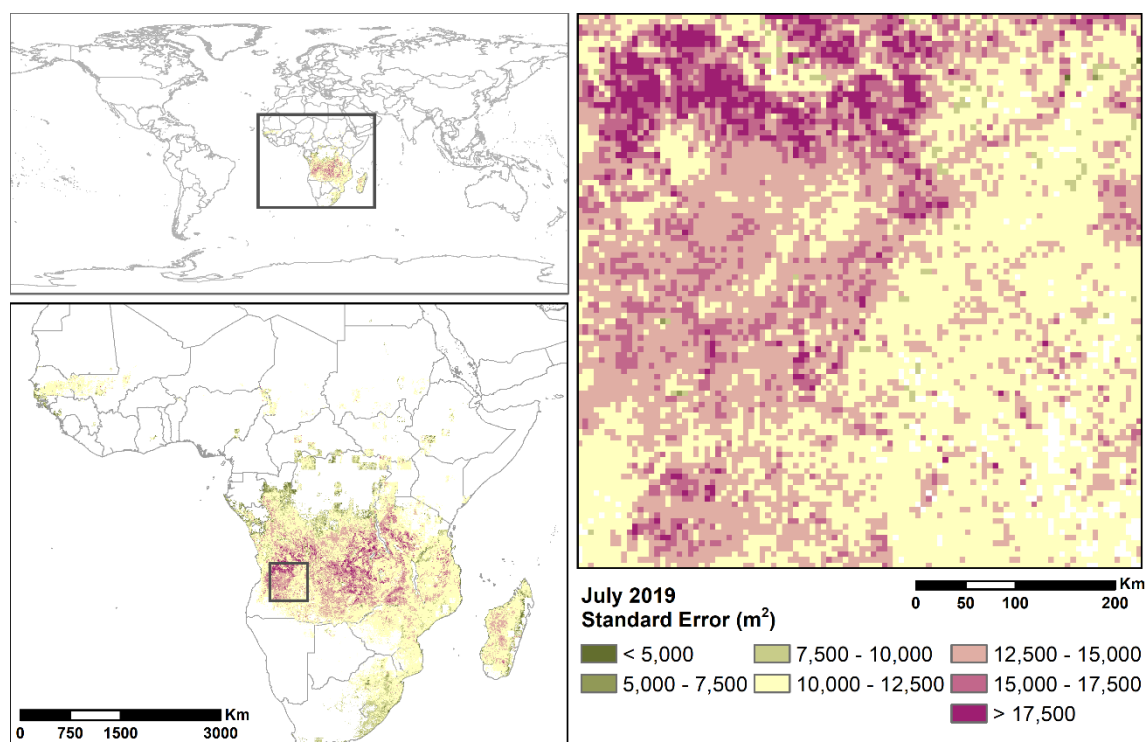 Km
0 750 1500 3000
Km
0 50 100 200
July 2019
Standard Error (m²)
< 5,000
7,500 - 10,000
12,500 - 15,000
5,000 - 7,500
10,000 - 12,500
15,000 - 17,500
> 17,500